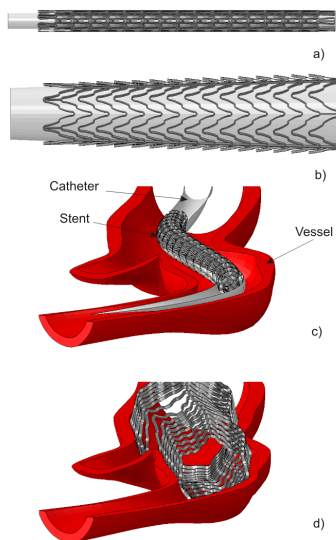 a)
b)
Catheter
Stent
Vessel
c)
d)